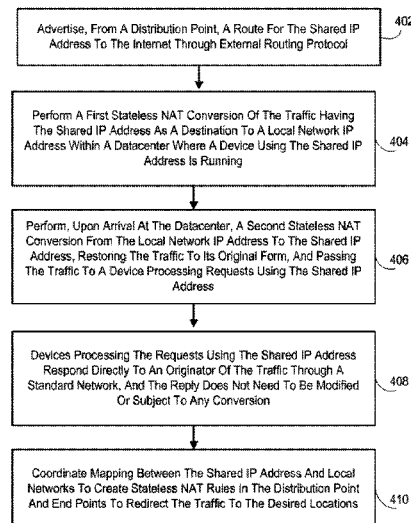 Advertise, From A Distribution Point, A Route For The Shared IP
Address To The Internet Through External Routing Protocol
402
Perform A First Stateless NAT Conversion Of The Traffic Having
The Shared IP Address As A Destination To A Local Network IP
Address Within A Datacenter Where A Device Using The Shared IP
Address Is Running
404
Perform, Upon Arrival At The Datacenter, A Second Stateless NAT
Conversion From The Local Network IP Address To The Shared IP
Address, Restoring The Traffic To Its Original Form, And Passing
The Traffic To A Device Processing Requests Using The Shared IP
Address
406
Devices Processing The Requests Using The Shared IP Address
Respond Directly To An Originator Of The Traffic Through A
Standard Network, And The Reply Does Not Need To Be Modified
Or Subject To Any Conversion
408
Coordinate Mapping Between The Shared IP Address And Local
Networks To Create Stateless NAT Rules In The Distribution Point
And End Points To Redirect The Traffic To The Desired Locations
410